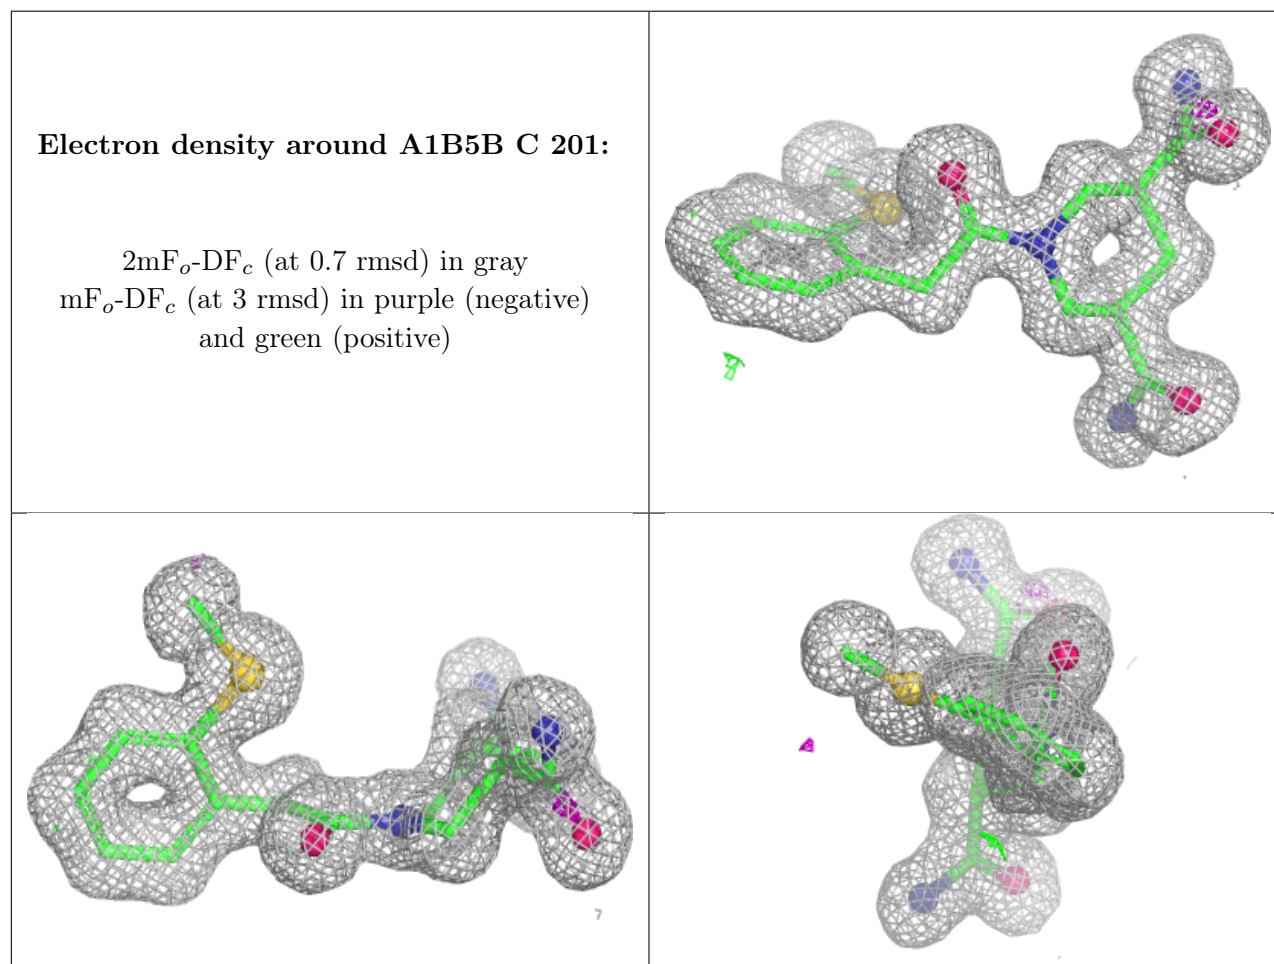 Electron density around A1B5B C 201:
2mFo-DFc (at 0.7 rmsd) in gray
mFo-DFc (at 3 rmsd) in purple (negative)
and green (positive)